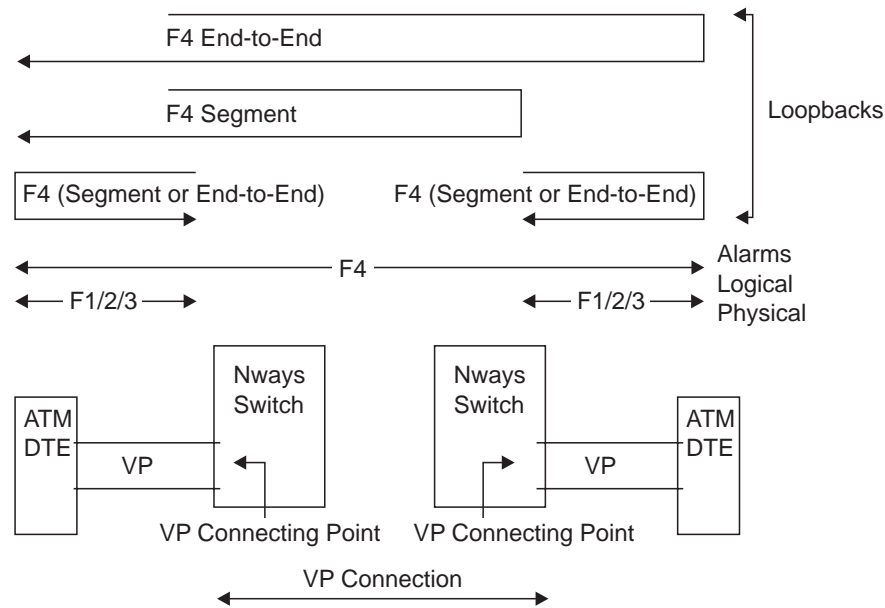 F4 End-to-End
F4 Segment
Loopbacks
F4 (Segment or End-to-End)
F4 (Segment or End-to-End)
F4
Alarms
Logical
Physical
F1/2/3
F1/2/3
ATM
DTE
VP
Nways
Switch
Nways
Switch
VP
ATM
DTE
VP Connecting Point
VP Connecting Point
VP Connection